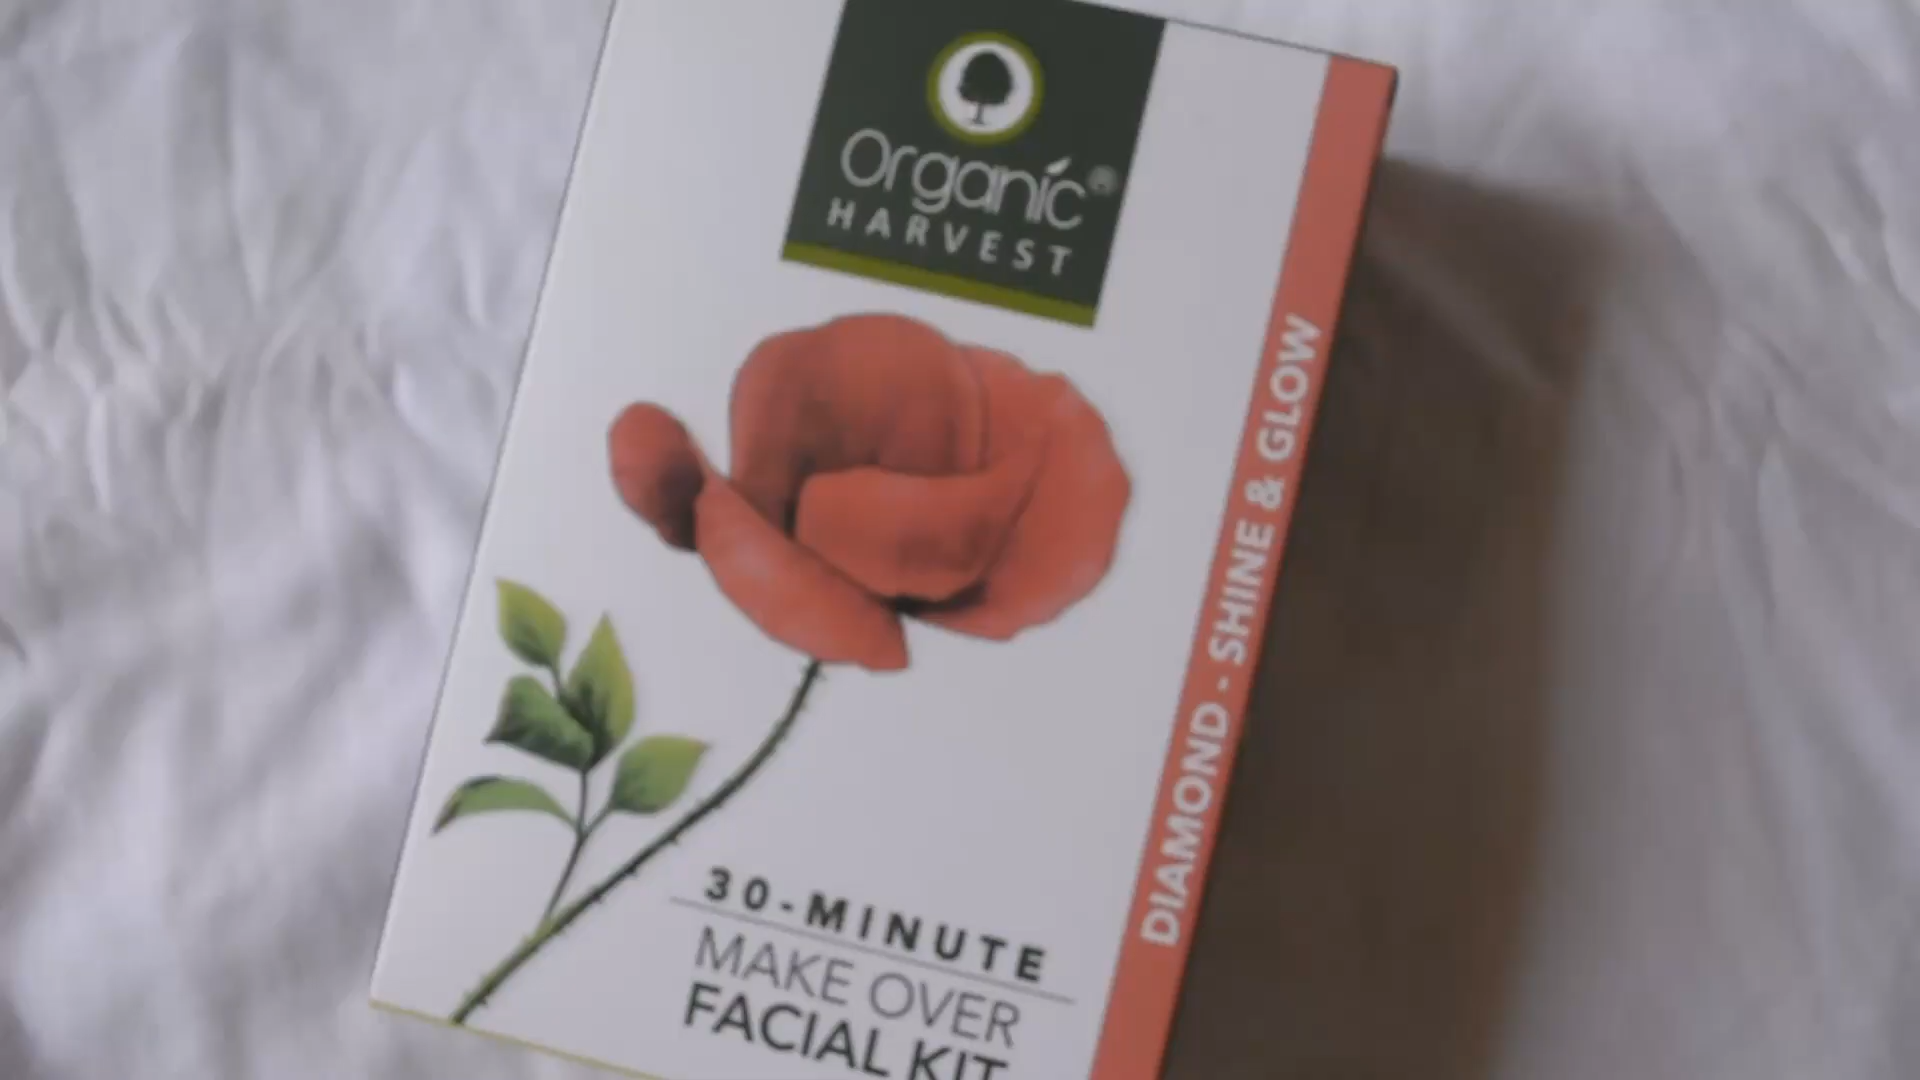 Organic®
HARVEST
DIAMOND - SHINE & GLOW
30-MINUTE
MAKE OVER
FACIAL KIT